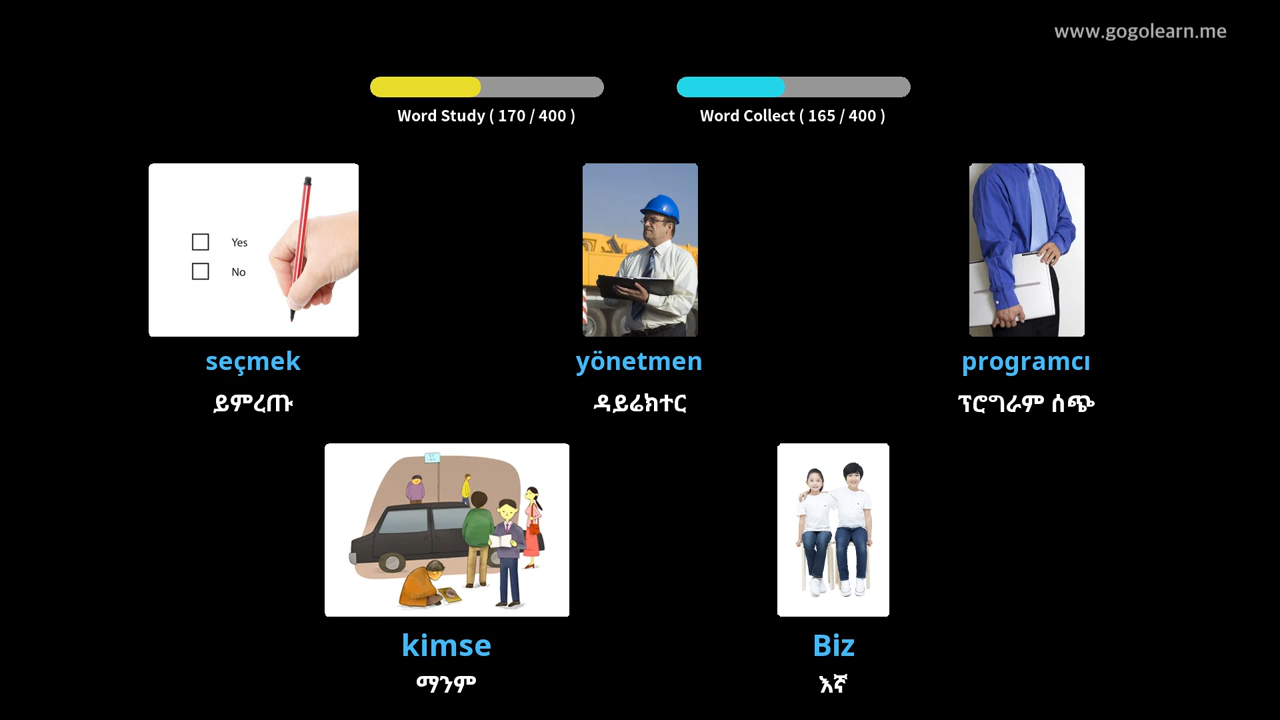 www.gogolearn.me
Word Study ( 170 / 400 )
Word Collect ( 165 / 400 )
Yes
No
seçmek
yönetmen
programcı
ይምረጡ
ዳይሬክተር
ፕሮግራም ሰጭ
kimse
Biz
ማንም
እኛ